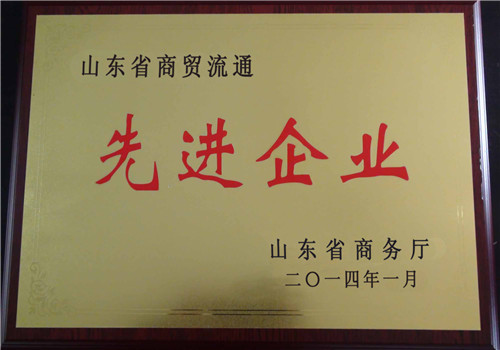 山东省商贸流通
先进企业
山东省商务厅
二〇一四年一月